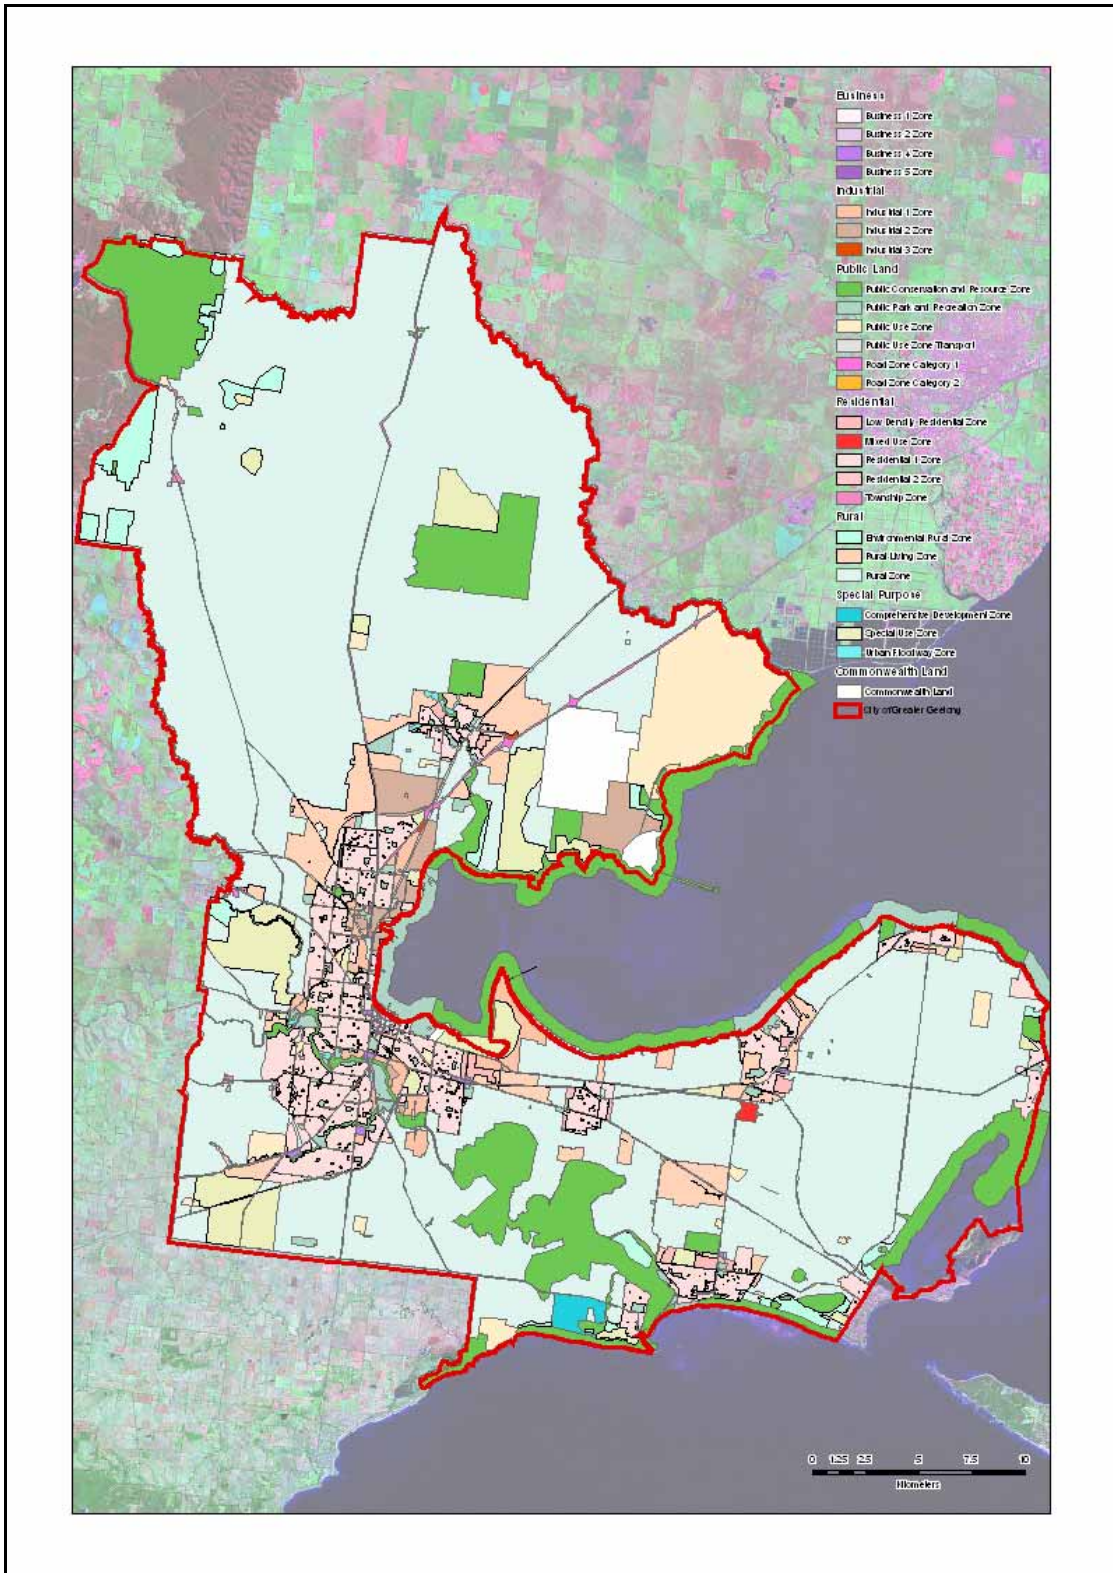 Business
Business 1 Zone
Business 2 Zone
Business 4 Zone
Business 5 Zone
Industrial
Industrial 1 Zone
Industrial 2 Zone
Industrial 3 Zone
Public Land
Public Conservation and Resource Zone
Public Park and Recreation Zone
Public Use Zone
Public Use Zone Transport
Road Zone Category 1
Road Zone Category 2
Residential
Low Density Residential Zone
Mixed Use Zone
Residential 1 Zone
Residential 2 Zone
Township Zone
Rural
Environmental Rural Zone
Rural Living Zone
Rural Zone
Special Purpose
Comprehensive Development Zone
Special Use Zone
Urban Floodway Zone
Commonwealth Land
Commonwealth Land
City of Greater Geelong
0 1.25 2.5 5 7.5 10
Kilometers